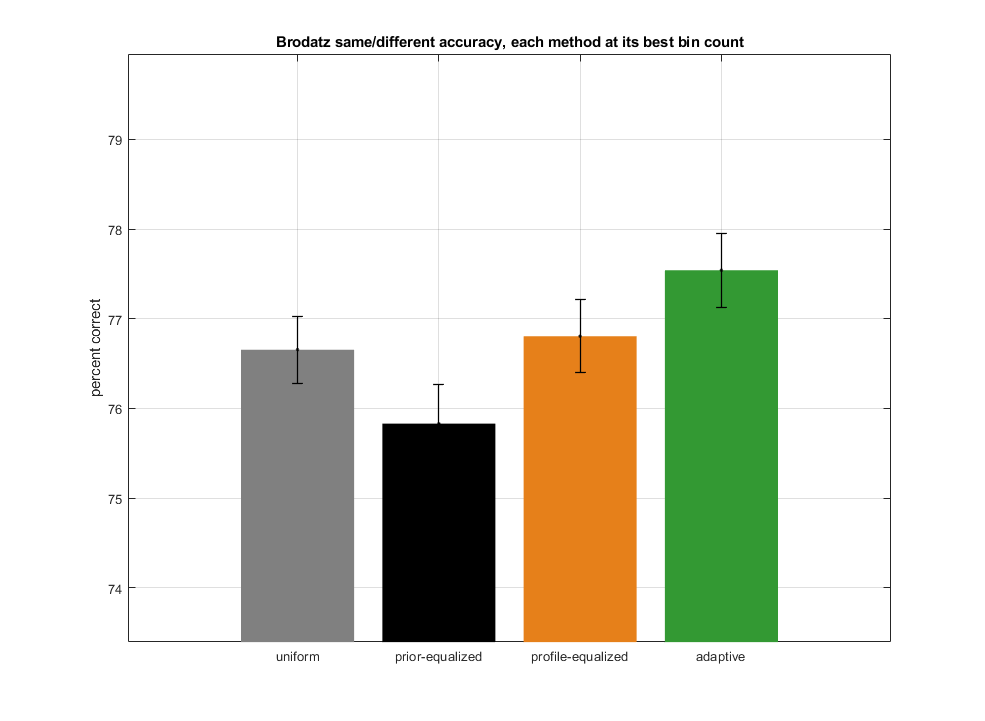 Brodatz same/different accuracy, each method at its best bin count
percent correct
79
78
77
76
75
74
uniform prior-equalized profile-equalized adaptive